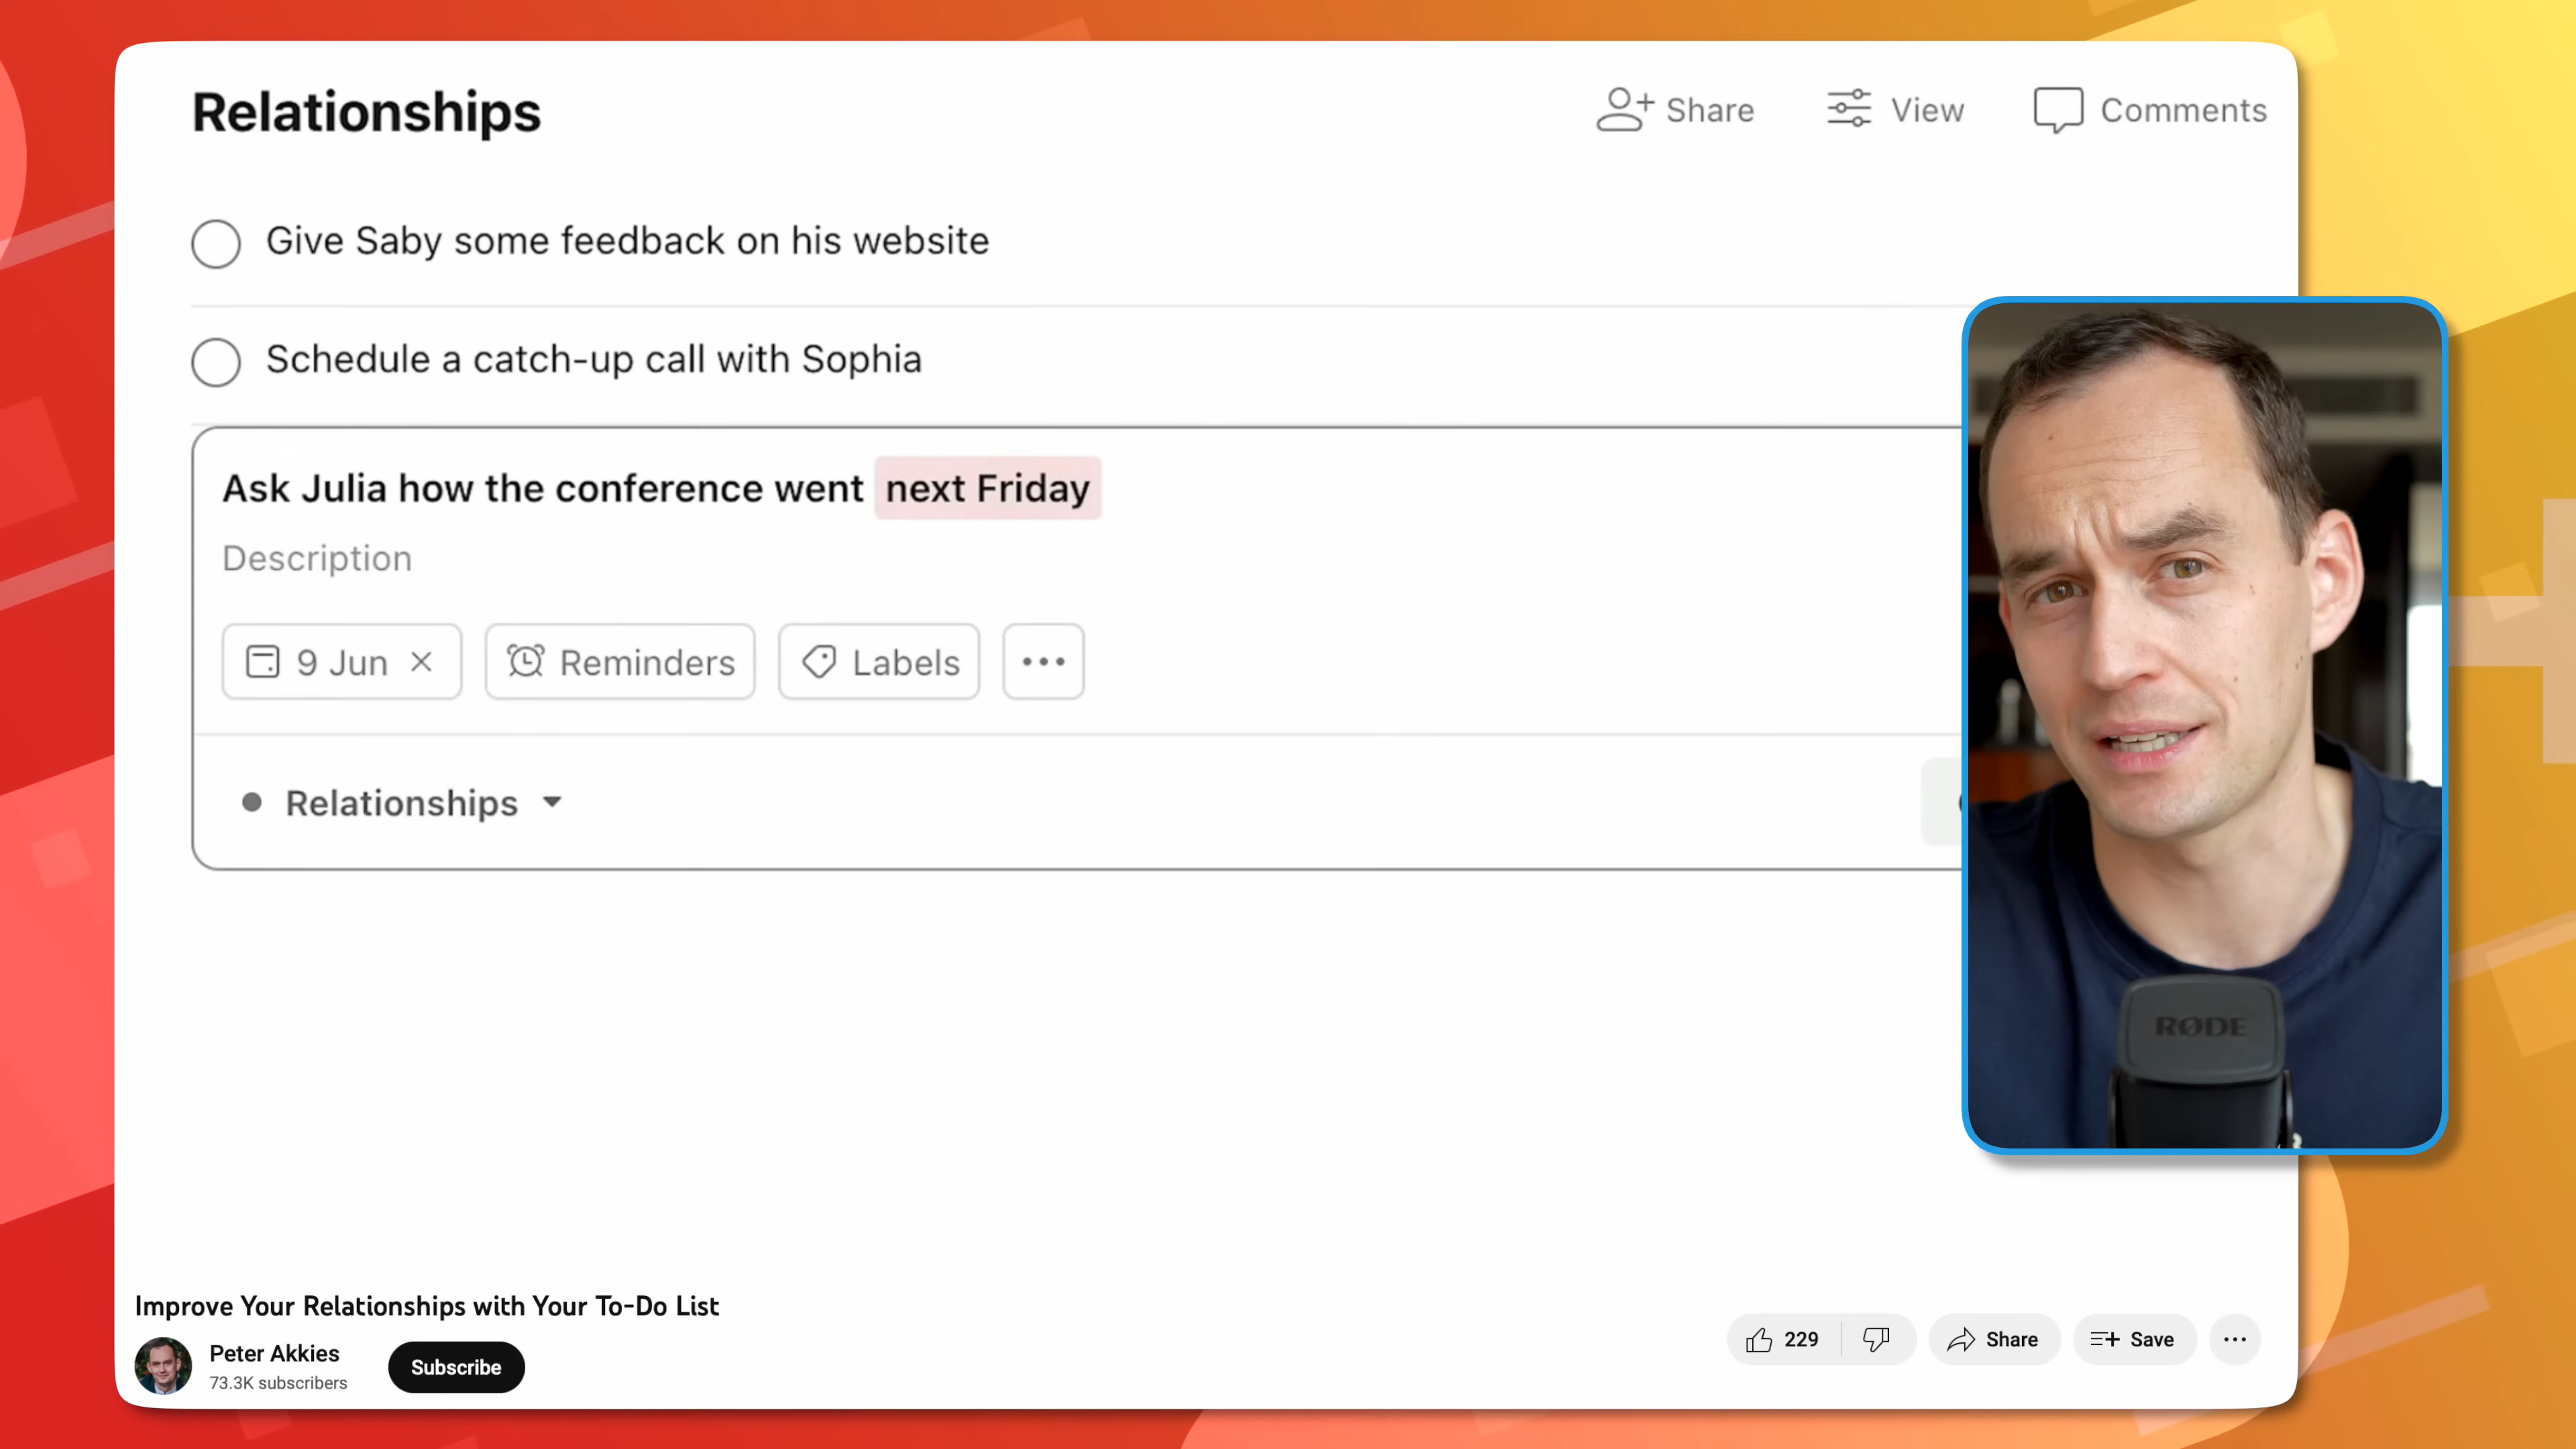 Relationships
Share
View
Comments
Give Saby some feedback on his website
Schedule a catch-up call with Sophia
Ask Julia how the conference went next Friday
Description
9 Jun
Reminders
Labels
Relationships
RØDE
Improve Your Relationships with Your To-Do List
Peter Akkies
73.3K subscribers
Subscribe
229
Share
Save